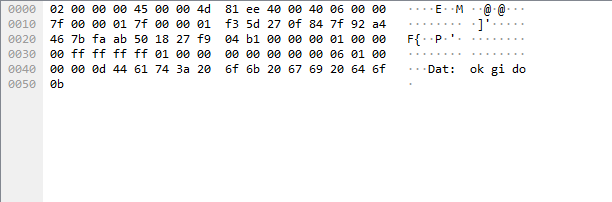 0000 02 00 00 00 45 00 00 4d 81 ee 40 00 40 06 00 00 ····E··M ··@·@···
0010 7f 00 00 01 7f 00 00 01 f3 5d 27 0f 84 7f 92 a4 ········ ·]'·····
0020 46 7b fa ab 50 18 27 f9 04 b1 00 00 00 01 00 00 F{··P·'· ········
0030 00 ff ff ff ff 01 00 00 00 00 00 00 00 06 01 00 ········ ········
0040 00 00 0d 44 61 74 3a 20 6f 6b 20 67 69 20 64 6f ···Dat: ok gi do
0050 0b ·